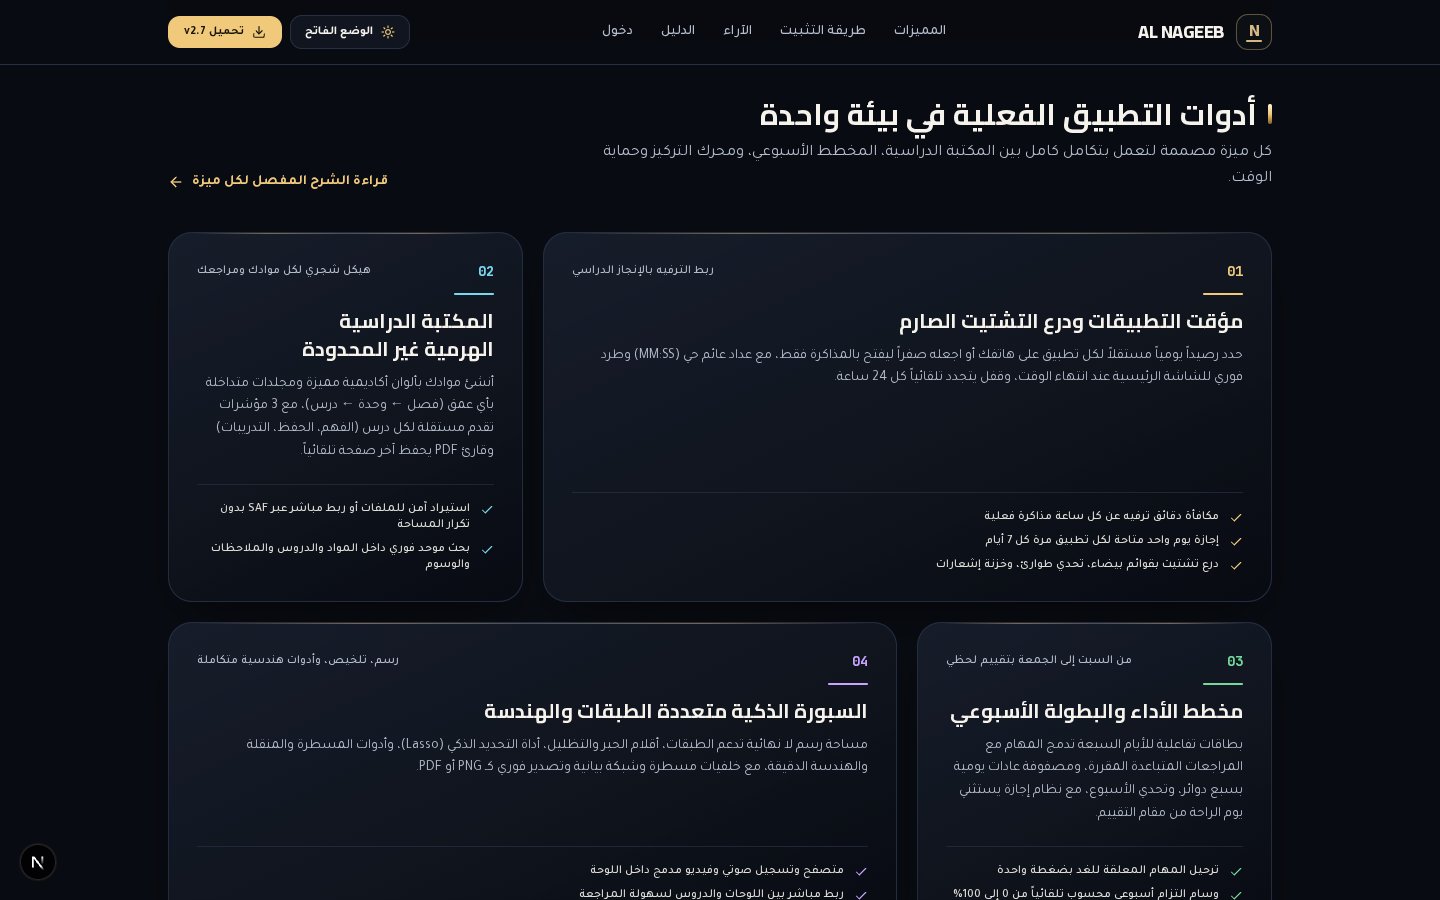 N
AL NAGEEB
المميزات
طريقة التثبيت
الآراء
الدليل
دخول
الوضع الفاتح
تحميل v2.7
أدوات التطبيق الفعلية في بيئة واحدة
كل ميزة مصممة لتعمل بتكامل كامل بين المكتبة الدراسية، المخطط الأسبوعي، ومحرك التركيز وحماية
الوقت.
قراءة الشرح المفصل لكل ميزة
01
ربط الترفيه بالإنجاز الدراسي
مؤقت التطبيقات ودرع التشتيت الصارم
حدد رصيداً يومياً مستقلاً لكل تطبيق على هاتفك أو اجعله صفراً ليفتح بالمذاكرة فقط، مع عداد عائم حي (MM:SS) وطرد
فوري للشاشة الرئيسية عند انتهاء الوقت، وقفل يتجدد تلقائياً كل 24 ساعة.
مكافأة دقائق ترفيه عن كل ساعة مذاكرة فعلية
إجازة يوم واحد متاحة لكل تطبيق مرة كل 7 أيام
درع تشتيت بقوائم بيضاء، تحدي طوارئ، وخزنة إشعارات
02
هيكل شجري لكل موادك ومراجعك
المكتبة الدراسية
الهرمية غير المحدودة
أنشئ موادك بألوان أكاديمية مميزة ومجلدات متداخلة
بأي عمق (فصل ← وحدة ← درس)، مع 3 مؤشرات
تقدم مستقلة لكل درس (الفهم، الحفظ، التدريبات)
وقارئ PDF يحفظ آخر صفحة تلقائياً.
استيراد آمن للملفات أو ربط مباشر عبر SAF بدون
تكرار المساحة
بحث موحد فوري داخل المواد والدروس والملاحظات
والوسوم
03
من السبت إلى الجمعة بتقييم لحظي
مخطط الأداء والبطولة الأسبوعي
بطاقات تفاعلية للأيام السبعة تدمج المهام مع
المراجعات المتباعدة المقررة، ومصفوفة عادات يومية
بسبع دوائر، وتحدي الأسبوع، مع نظام إجازة يستثني
يوم الراحة من مقام التقييم.
ترحيل المهام المعلقة للغد بضغطة واحدة
وسام التزام أسبوعي محسوب تلقائياً من 0 إلى 100%
04
رسم، تلخيص، وأدوات هندسية متكاملة
السبورة الذكية متعددة الطبقات والهندسة
مساحة رسم لا نهائية تدعم الطبقات، أقلام الحبر والتظليل، أداة التحديد الذكي (Lasso)، وأدوات المسطرة والمنقلة
والهندسة الدقيقة، مع خلفيات مسطرة وشبكة بيانية وتصدير فوري كـ PNG أو PDF.
متصفح وتسجيل صوتي وفيديو مدمج داخل اللوحة
ربط مباشر بين اللوحات والدروس لسهولة المراجعة
N